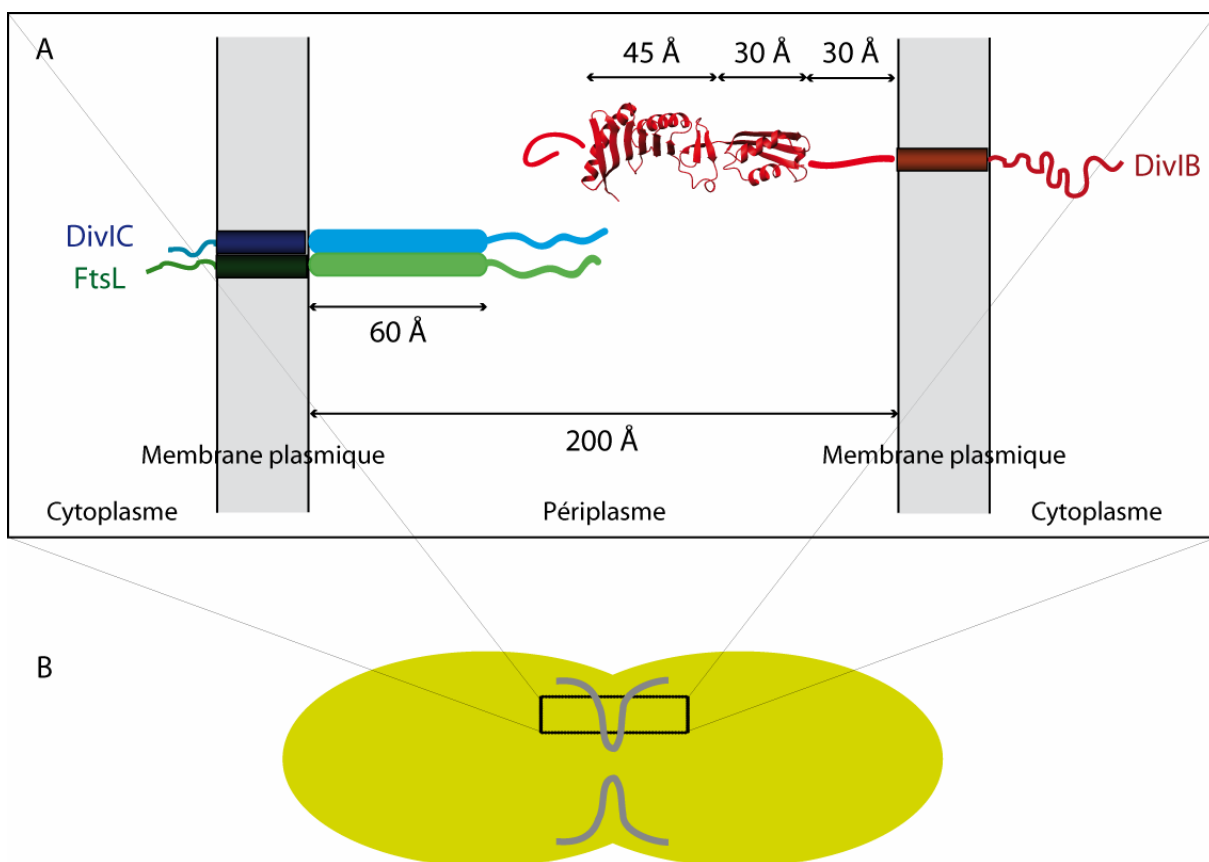 A
45 Å
30 Å
30 Å
DivIB
DivIC
FtsL
60 Å
200 Å
Membrane plasmique
Membrane plasmique
Cytoplasme
Périplasme
Cytoplasme
B